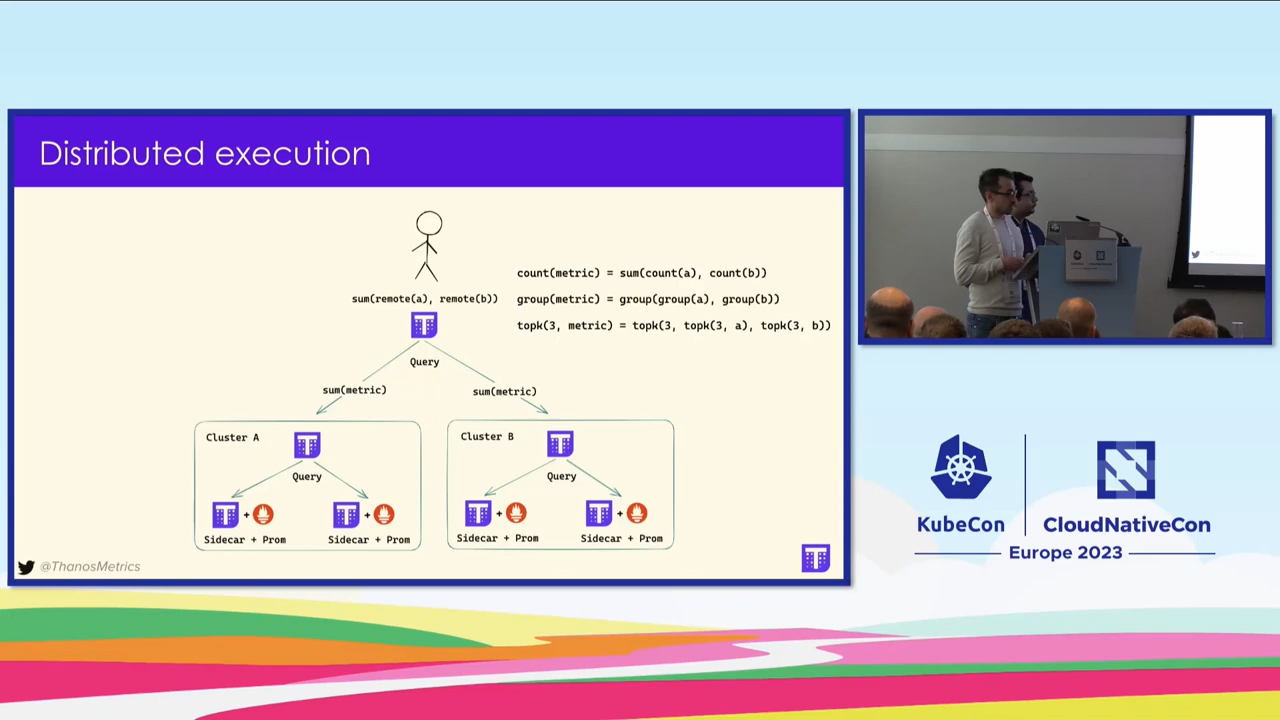 Distributed execution
count(metric) = sum(count(a), count(b))
sum(remote(a), remote(b))
group(metric) = group(group(a), group(b))
topk(3, metric) = topk(3, topk(3, a), topk(3, b))
Query
sum(metric)
sum(metric)
Cluster A
Query
Sidecar + Prom
Sidecar + Prom
Cluster B
Query
Sidecar + Prom
Sidecar + Prom
@ThanosMetrics
KubeCon
CloudNativeCon
Europe 2023